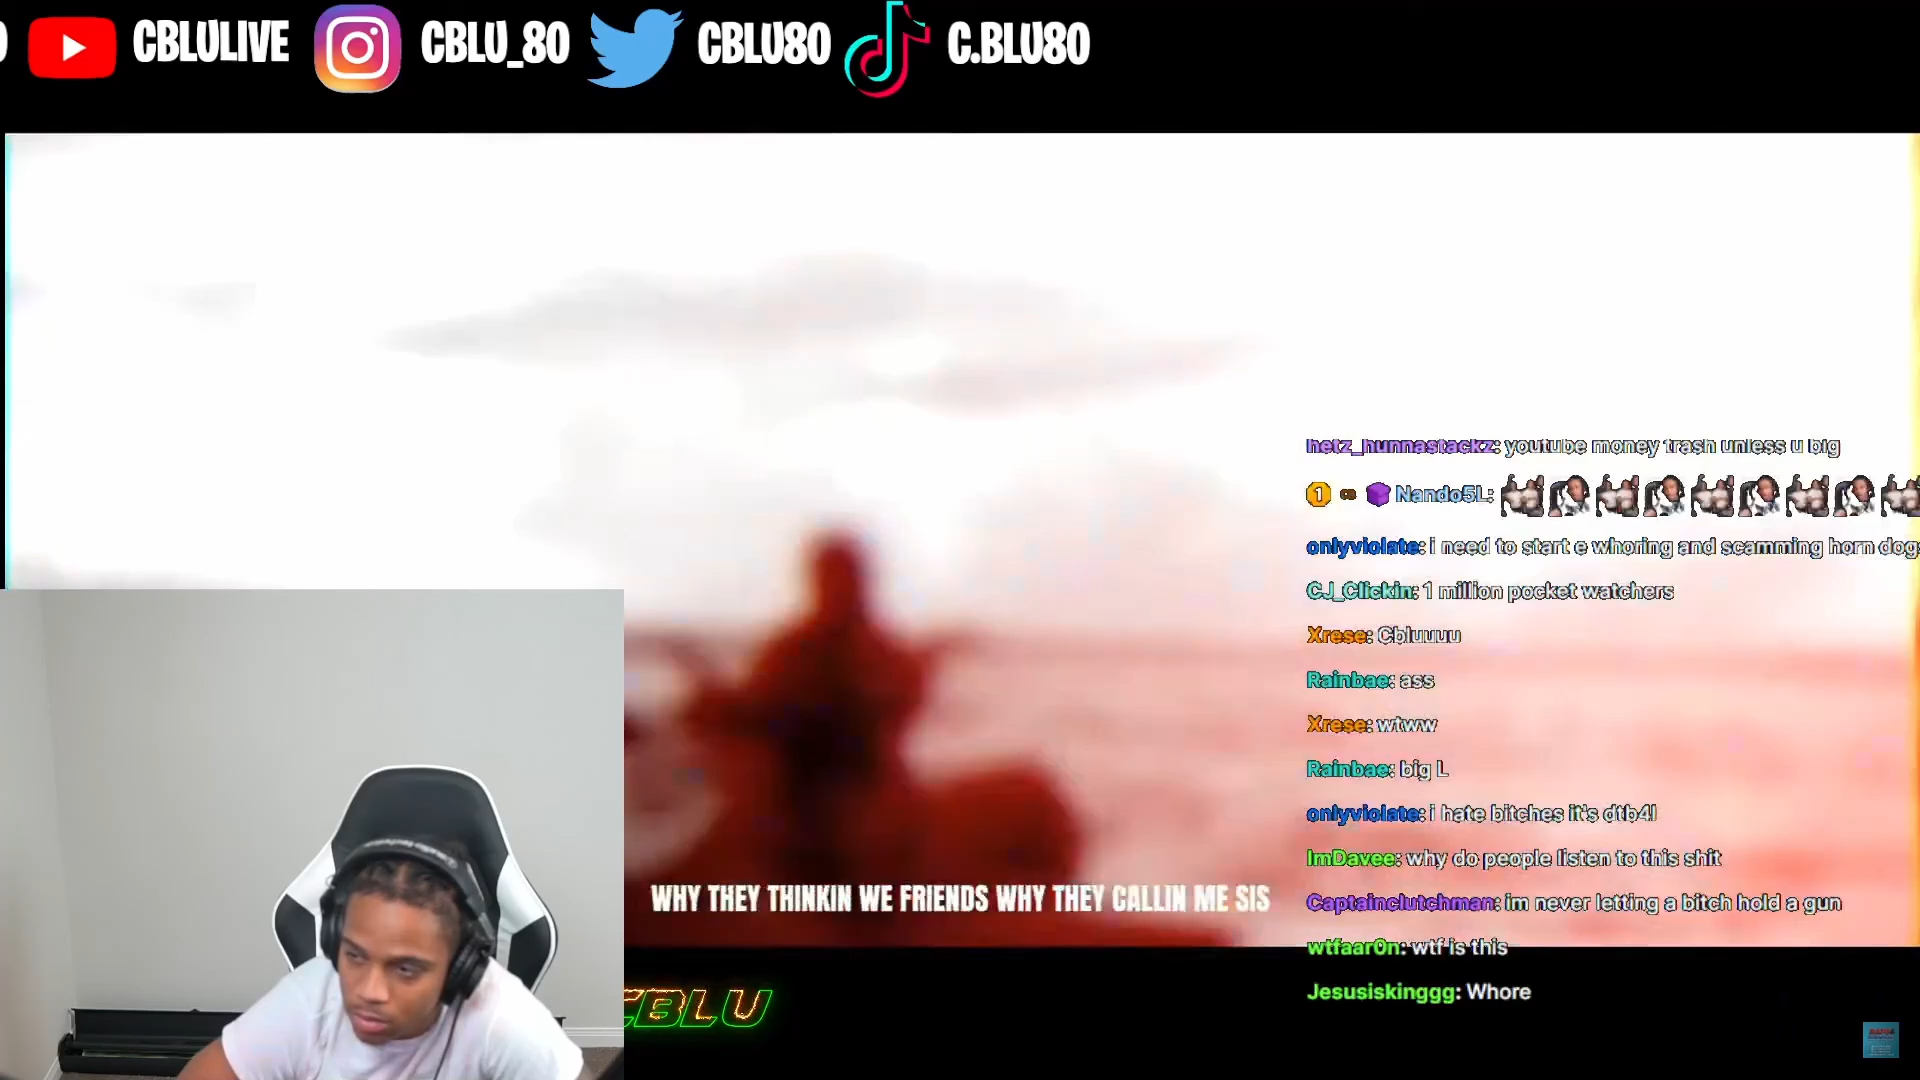 CBLULIVE CBLU_80 CBLU80 C.BLU80
hetz_hunnastackz: youtube money trash unless u big
1 Nando5L:
onlyviolate: i need to start e whoring and scamming horn dog
CJ_Clickin: 1 million pocket watchers
Xrese: Cbluuuu
Rainbae: ass
Xrese: wtww
Rainbae: big L
onlyviolate: i hate bitches it's dtb4l
ImDavee: why do people listen to this shit
Captainclutchman: im never letting a bitch hold a gun
wtfaar0n: wtf is this
Jesusiskinggg: Whore
WHY THEY THINKIN WE FRIENDS WHY THEY CALLIN ME SIS
CBLU